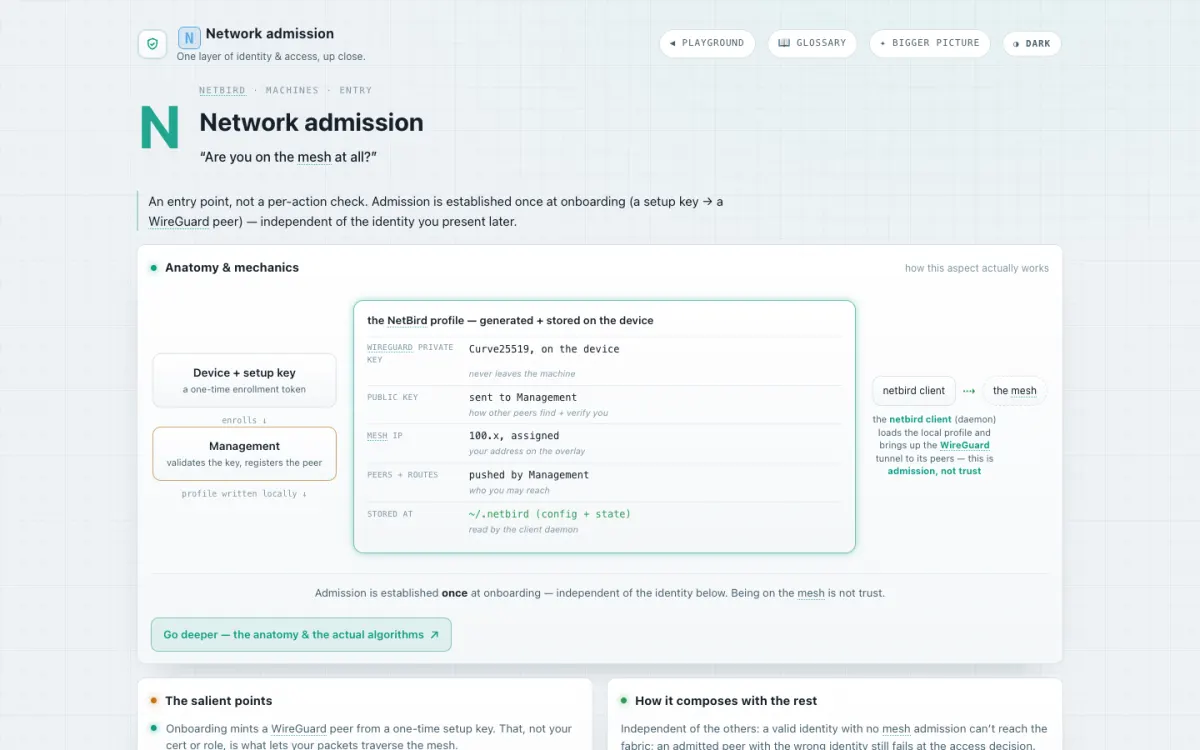 N Network admission
One layer of identity & access, up close.
◂ PLAYGROUND
📖 GLOSSARY
✦ BIGGER PICTURE
◑ DARK
NETBIRD · MACHINES · ENTRY
N
Network admission
“Are you on the mesh at all?”
An entry point, not a per-action check. Admission is established once at onboarding (a setup key → a
WireGuard peer) — independent of the identity you present later.
Anatomy & mechanics
how this aspect actually works
Device + setup key
a one-time enrollment token
enrolls ↓
Management
validates the key, registers the peer
profile written locally ↓
the NetBird profile — generated + stored on the device
WIREGUARD PRIVATE
KEY
Curve25519, on the device
never leaves the machine
PUBLIC KEY
sent to Management
how other peers find + verify you
MESH IP
100.x, assigned
your address on the overlay
PEERS + ROUTES
pushed by Management
who you may reach
STORED AT
~/.netbird (config + state)
read by the client daemon
netbird client ⇢ the mesh
the netbird client (daemon)
loads the local profile and
brings up the WireGuard
tunnel to its peers — this is
admission, not trust
Admission is established once at onboarding — independent of the identity below. Being on the mesh is not trust.
Go deeper — the anatomy & the actual algorithms ↗
The salient points
Onboarding mints a WireGuard peer from a one-time setup key. That, not your
cert or role, is what lets your packets traverse the mesh.
How it composes with the rest
Independent of the others: a valid identity with no mesh admission can’t reach the
fabric; an admitted peer with the wrong identity still fails at the access decision.